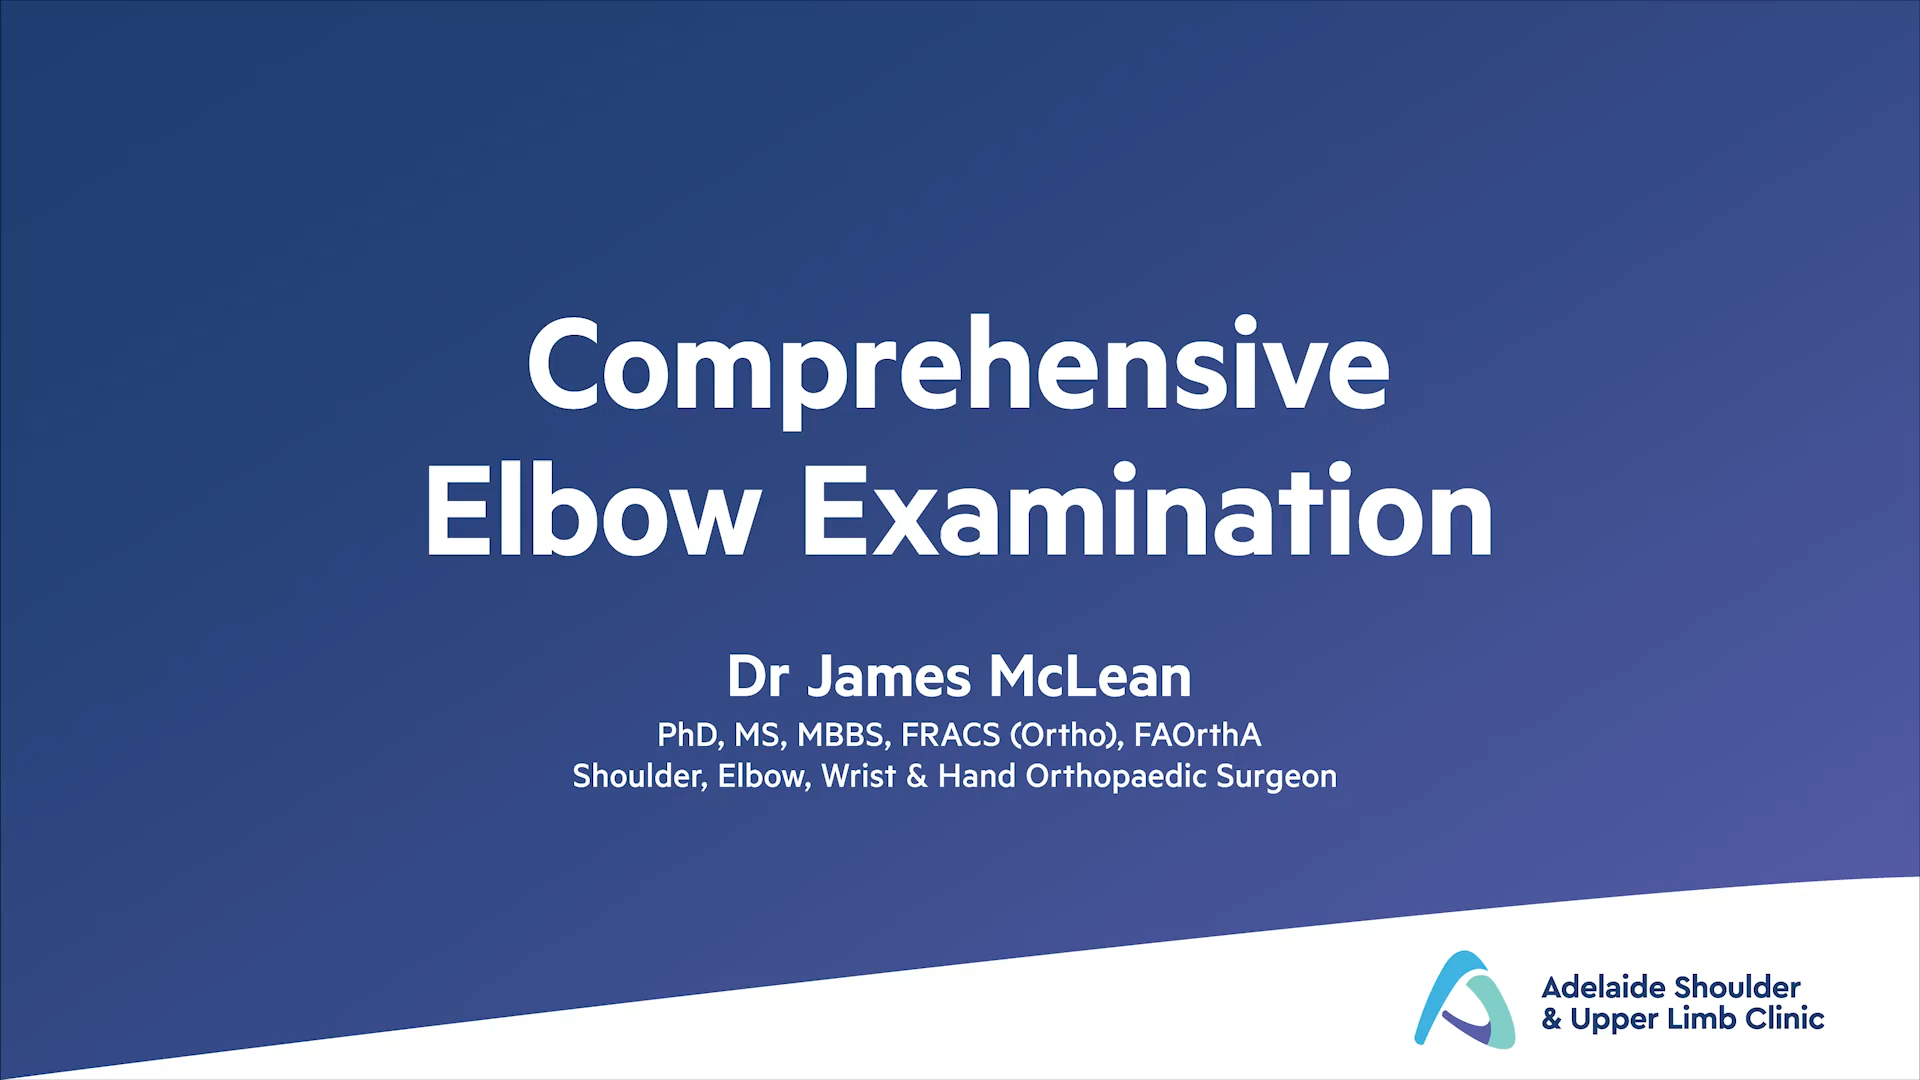 Comprehensive
Elbow Examination
Dr James McLean
PhD, MS, MBBS, FRACS (Ortho), FAOrthA
Shoulder, Elbow, Wrist & Hand Orthopaedic Surgeon
Adelaide Shoulder
& Upper Limb Clinic